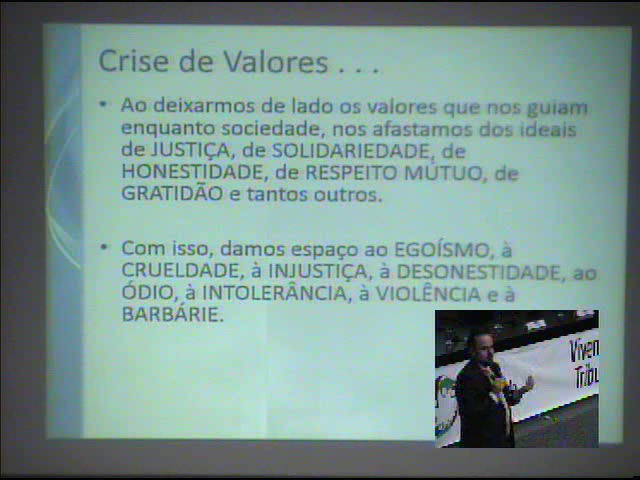 Crise de Valores . . .
• Ao deixarmos de lado os valores que nos guiam
enquanto sociedade, nos afastamos dos ideais
de JUSTIÇA, de SOLIDARIEDADE, de
HONESTIDADE, de RESPEITO MÚTUO, de
GRATIDÃO e tantos outros.
• Com isso, damos espaço ao EGOÍSMO, à
CRUELDADE, à INJUSTIÇA, à DESONESTIDADE, ao
ÓDIO, à INTOLERÂNCIA, à VIOLÊNCIA e à
BARBÁRIE.
Viven
Tribu